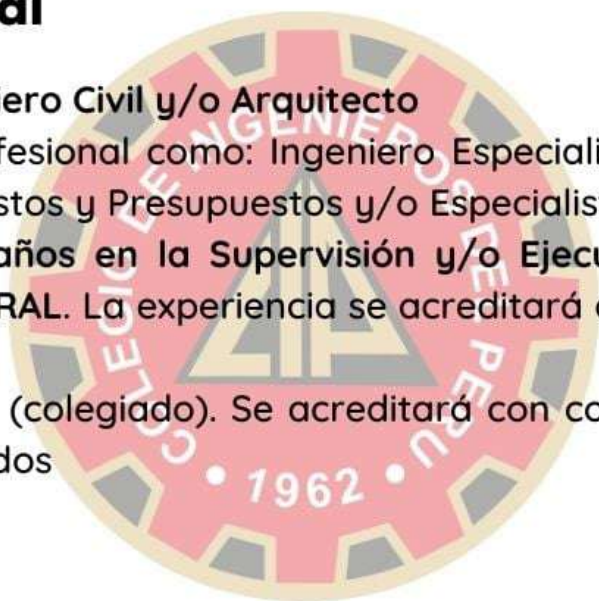 al
iero Civil y/o Arquitecto
fesional como: Ingeniero Especiali
stos y Presupuestos y/o Especialis
años en la Supervisión y/o Ejecu
RAL. La experiencia se acreditará
(colegiado). Se acreditará con co
dos
COLEGIO DE INGENIEROS DEL PERU
• 1962 •
CIP